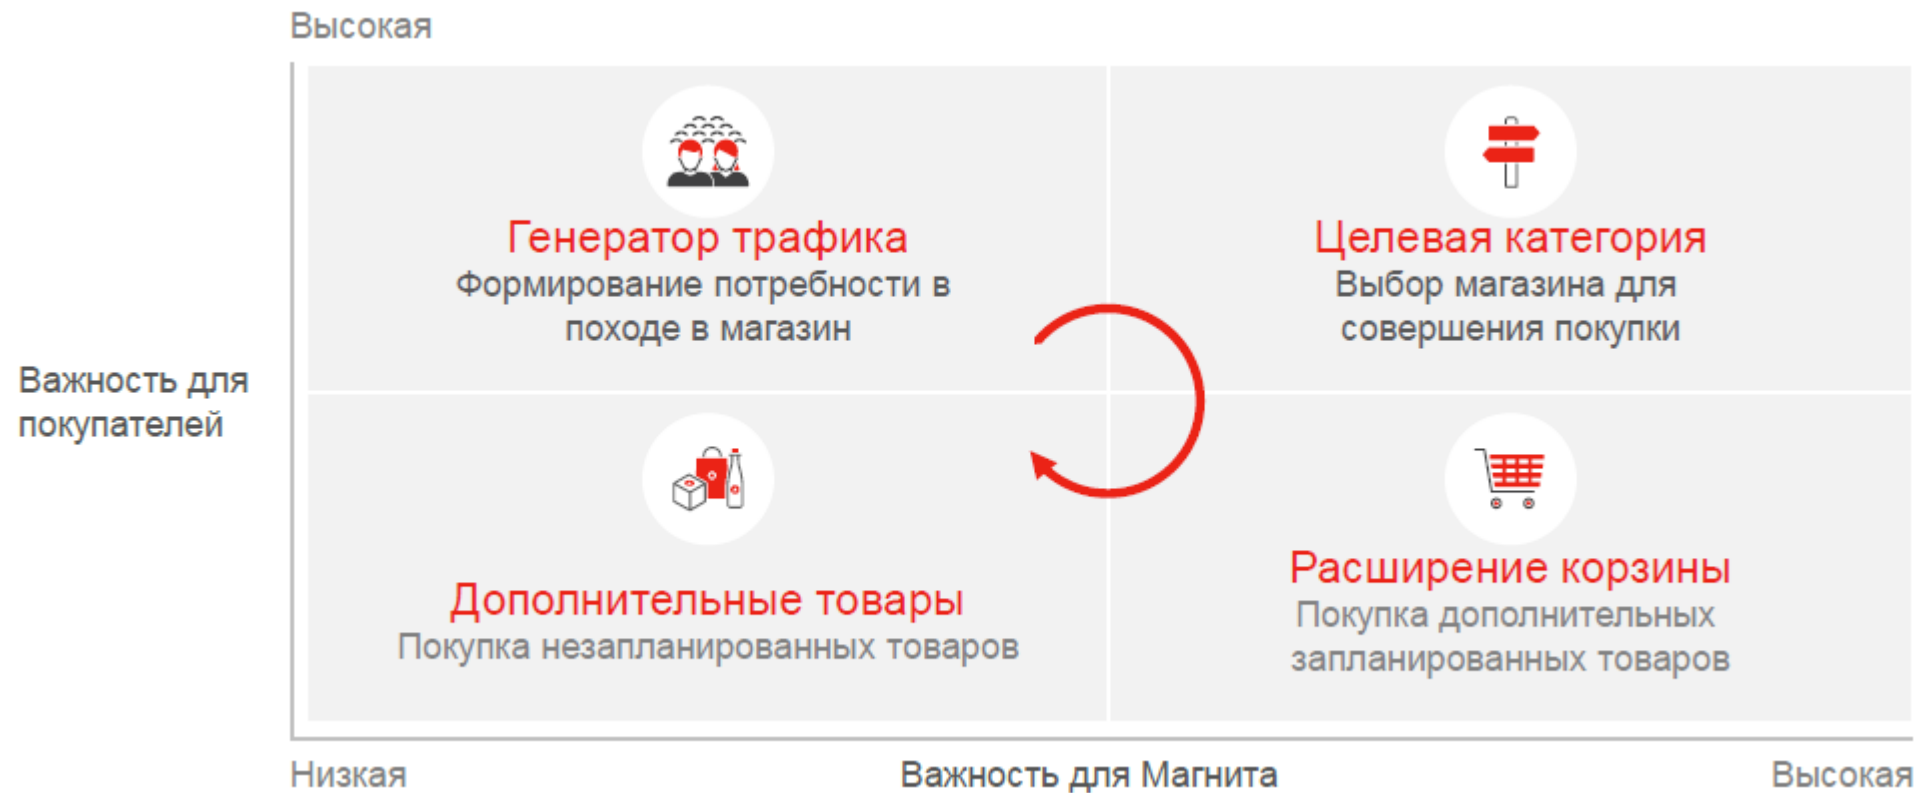 Высокая
Генератор трафика
Формирование потребности в
походе в магазин
Целевая категория
Выбор магазина для
совершения покупки
Важность для
покупателей
Дополнительные товары
Покупка незапланированных товаров
Расширение корзины
Покупка дополнительных
запланированных товаров
Низкая
Важность для Магнита
Высокая